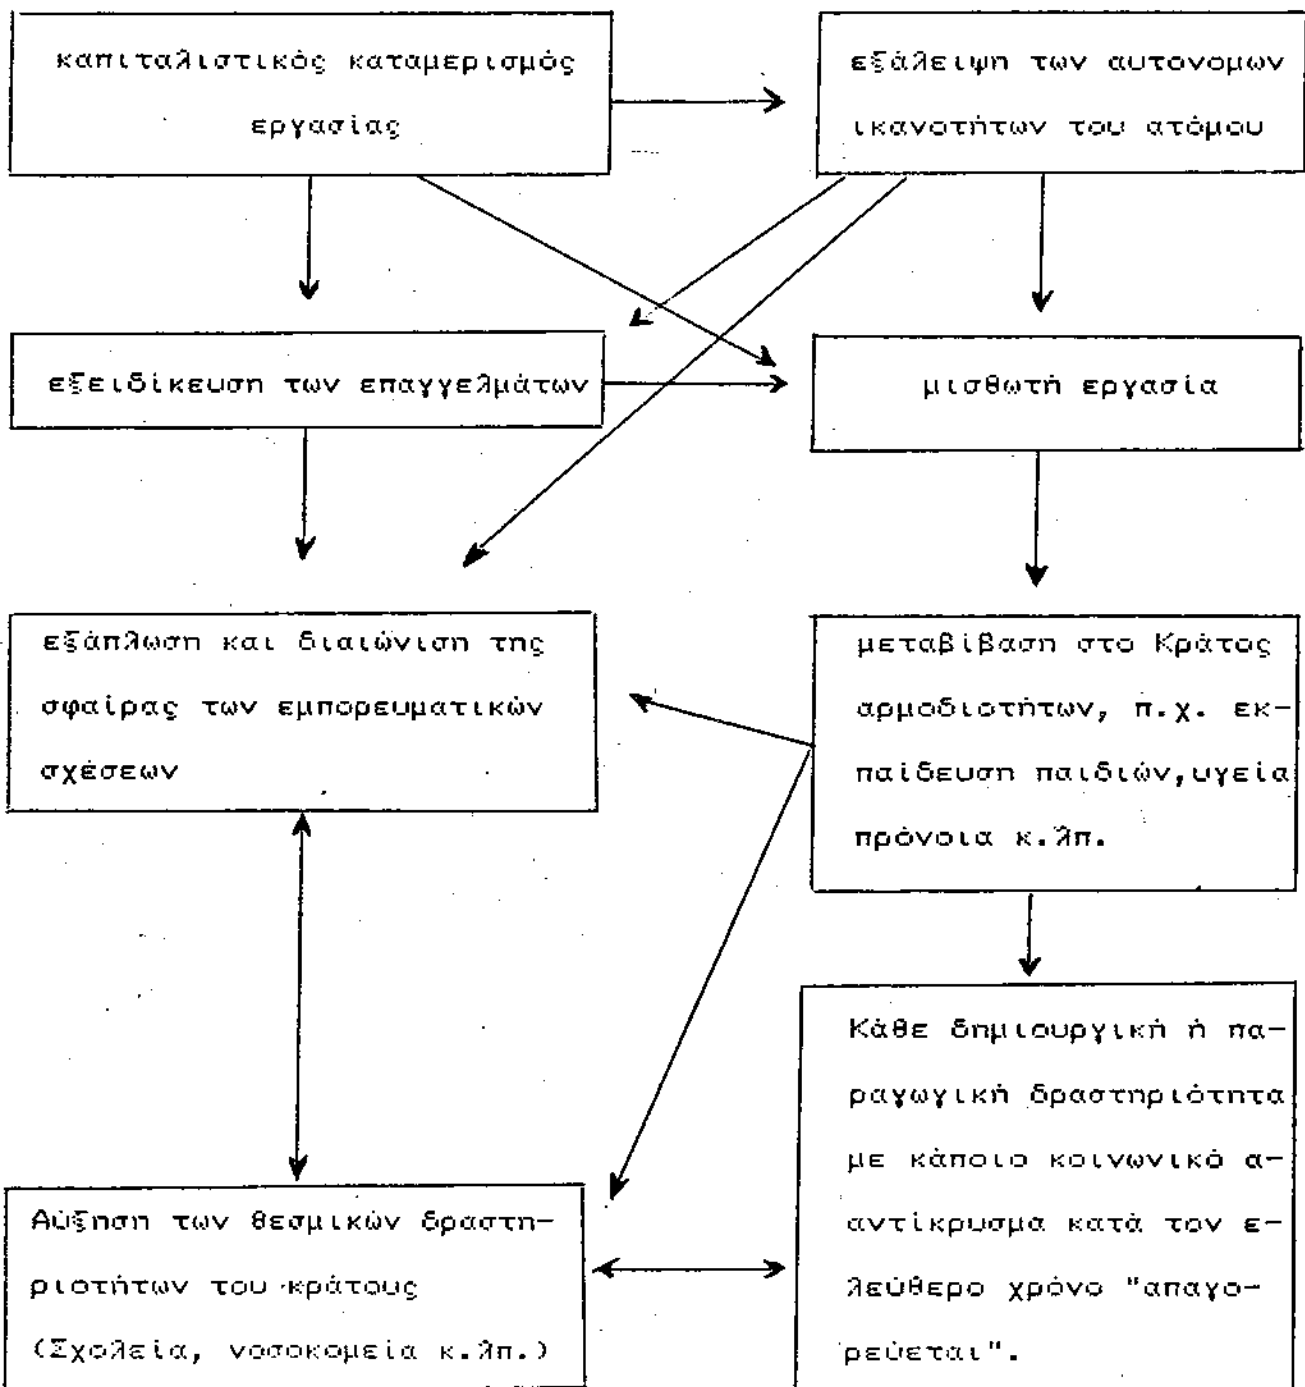 καπιταλιστικός καταμερισμός
εργασίας
εξάλειψη των αυτονομων
ικανοτήτων του ατόμου
εξειδίκευση των επαγγελμάτων
μισθωτή εργασία
εξάπλωση και διαιώνιση της
σφαίρας των εμπορευματικών
σχέσεων
μεταβίβαση στο Κράτος
αρμοδιοτήτων, π.χ. εκ-
παίδευση παιδιών,υγεία
πρόνοια κ.λπ.
Αύξηση των θεσμικών δραστη-
ριοτήτων του κράτους
(Σχολεία, νοσοκομεία κ.λπ.)
Κάθε δημιουργική ή πα-
ραγωγική δραστηριότητα
με κάποιο κοινωνικό α-
αντίκρυσμα κατά τον ε-
λεύθερο χρόνο "απαγο-
ρεύεται".